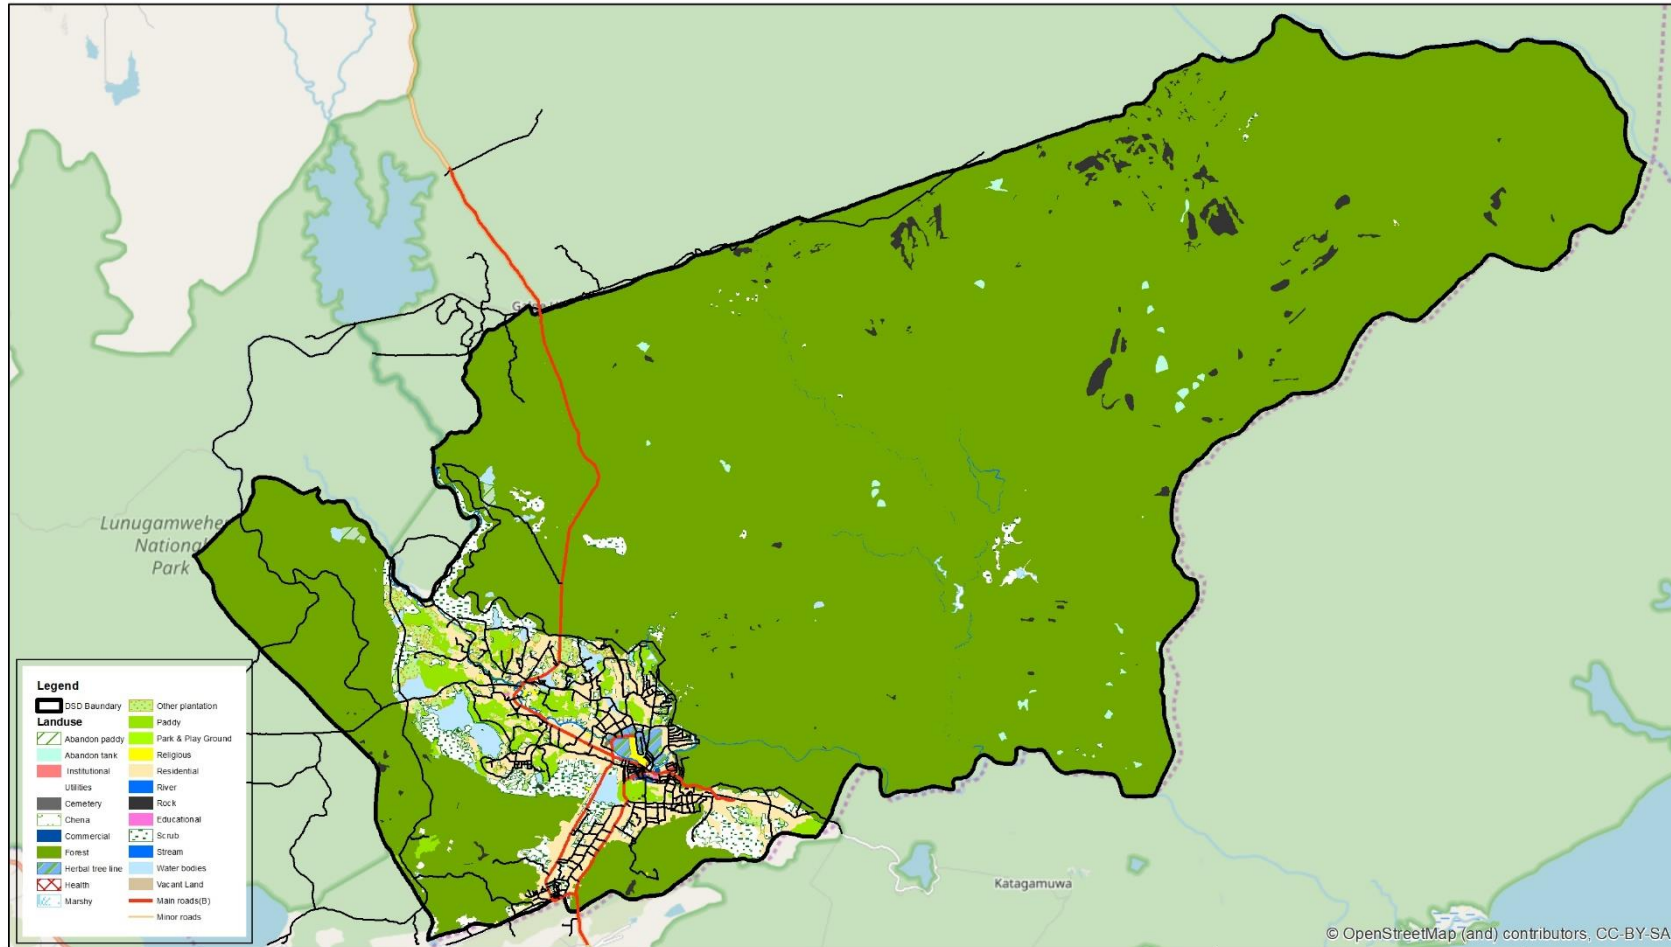 Lunugamwehe
National
Park
Katagamuwa
Legend
DSD Baundary
Landuse
Abandon paddy
Abandon tank
Institutional
Utilities
Cemetery
Chena
Commercial
Forest
Herbal tree line
Health
Marshy
Other plantation
Paddy
Park & Play Ground
Religious
Residential
River
Rock
Educational
Scrub
Stream
Water bodies
Vacant Land
Main roads(B)
Minor roads
© OpenStreetMap (and) contributors, CC-BY-SA